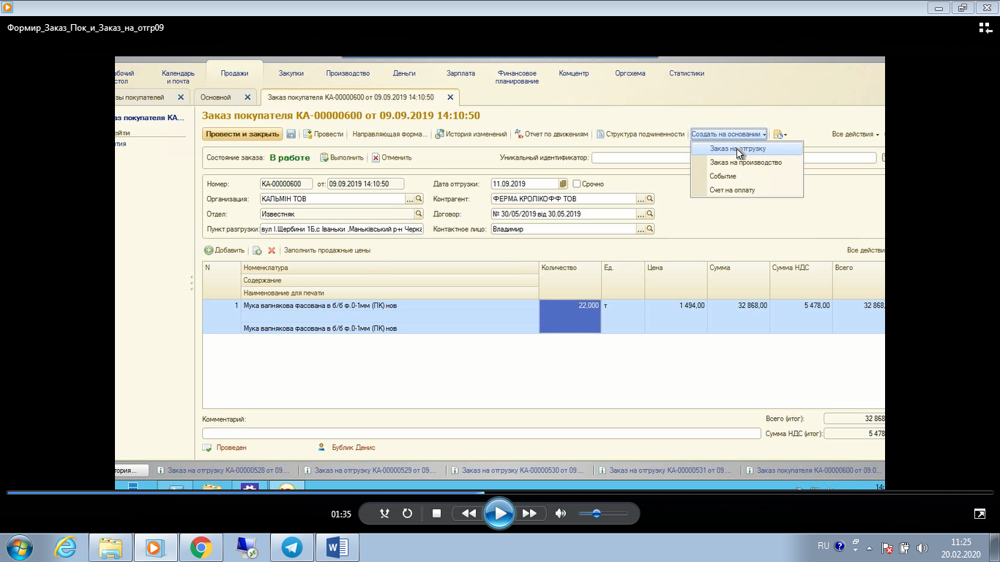 Формир_Заказ_Пок_и_Заказ_на_отгр09
абочий стол
Календарь и почта
Продажи
Закупки
Производство
Деньги
Зарплата
Финансовое планирование
Комцентр
Оргсхема
Статистики
зы покупателей
Основной
Заказ покупателя КА-00000600 от 09.09.2019 14:10:50
аз покупателя КА...
ейти
тия
Заказ покупателя КА-00000600 от 09.09.2019 14:10:50
Провести и закрыть
Провести
Направляющая форма...
История изменений
Дт Кт Отчет по движениям
Структура подчиненности
Создать на основании
Все действия
Заказ на отгрузку
Заказ на производство
Событие
Счет на оплату
Состояние заказа: В работе
Выполнить
Отменить
Уникальный идентификатор:
Номер: КА-00000600 от: 09.09.2019 14:10:50
Дата отгрузки: 11.09.2019
Срочно
Организация: КАЛЬМІН ТОВ
...
Контрагент: ФЕРМА КРОЛІКОФФ ТОВ
...
Отдел: Известняк
Договор: № 30/05/2019 від 30.05.2019
...
Пункт разгрузки: вул І.Щербини 1Б,с Іваньки ,Маньківський р-н Черка
Контактное лицо: Владимир
...
Добавить
Заполнить продажные цены
Все действи
N
Номенклатура
Содержание
Наименование для печати
Количество
Ед.
Цена
Сумма
Сумма НДС
Всего
1 Мука вапнякова фасована в б/б ф.0-1мм (ПК) нов 22,000 т 1 494,00 32 868,00 5 478,00 32 868,
Мука вапнякова фасована в б/б ф.0-1мм (ПК) нов
Комментарий:
Всего (итог): 32 868
Сумма НДС (итог): 5 478
Проведен
Бублик Денис
тория...
Заказ на отгрузку КА-00000528 от 09....
Заказ на отгрузку КА-00000529 от 09....
Заказ на отгрузку КА-00000530 от 09....
Заказ на отгрузку КА-00000531 от 09....
Заказ покупателя КА-00000600 от 09.0...
14:
01:35
RU
11:25
20.02.2020